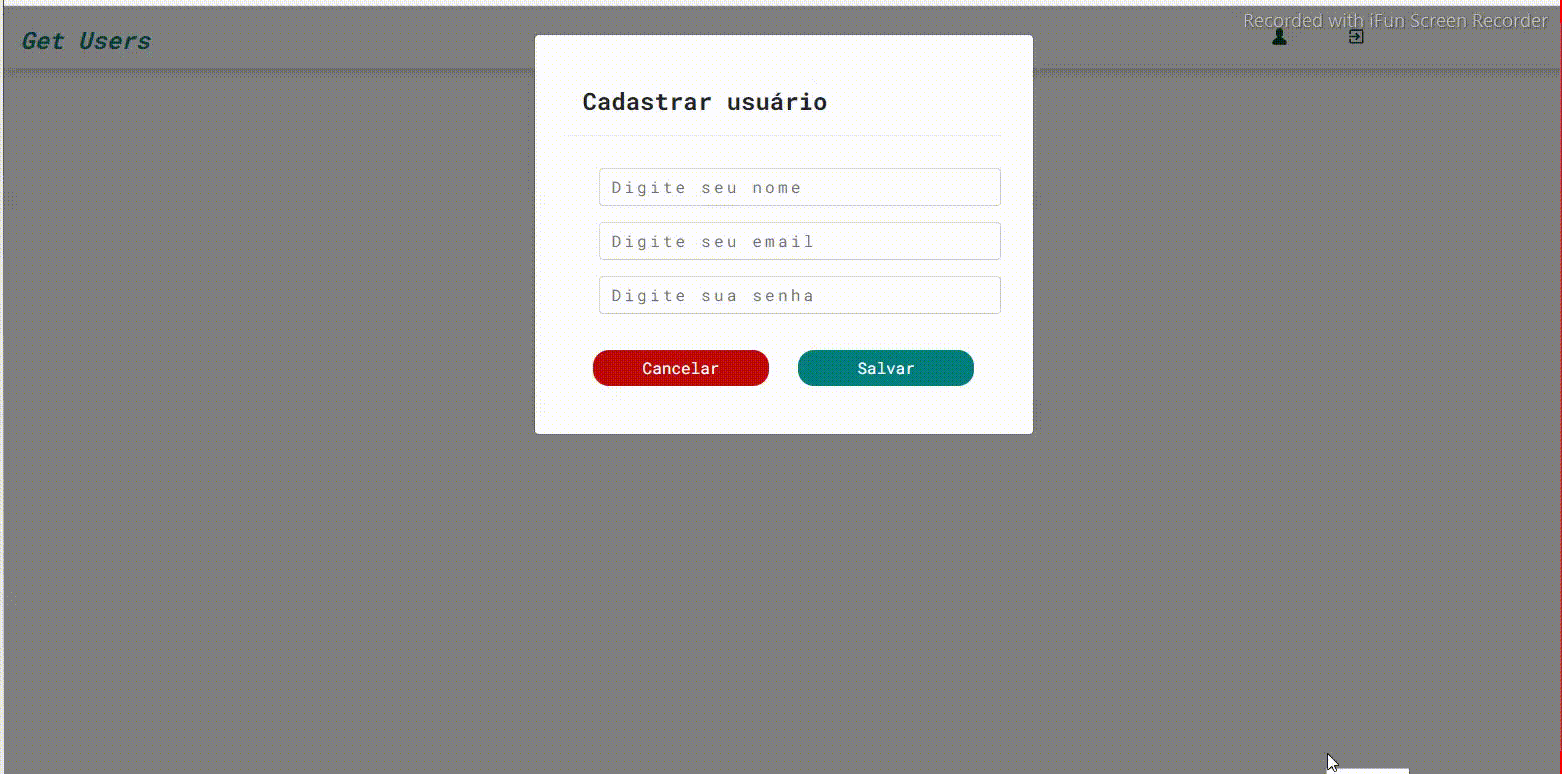 Recorded with iFun Screen Recorder
Get Users
Cadastrar usuário
Digite seu nome
Digite seu email
Digite sua senha
Cancelar
Salvar